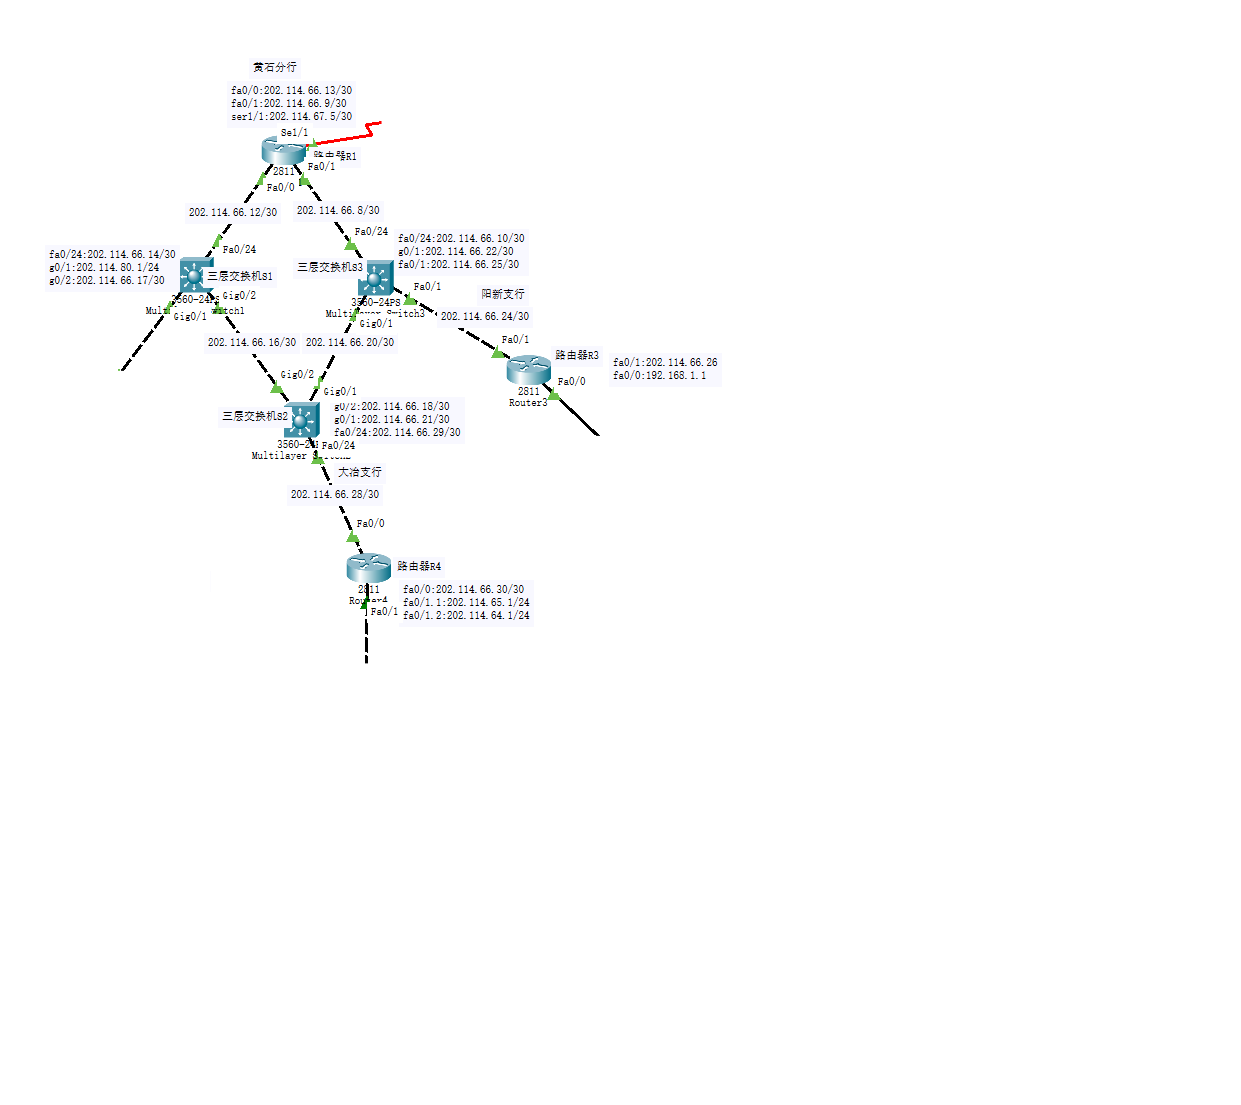 黄石分行
fa0/0:202.114.66.13/30
fa0/1:202.114.66.9/30
ser1/1:202.114.67.5/30
Se1/1
路由器R1
Fa0/1
2811
Fa0/0
202.114.66.12/30
202.114.66.8/30
Fa0/24
Fa0/24
fa0/24:202.114.66.14/30
g0/1:202.114.80.1/24
g0/2:202.114.66.17/30
三层交换机S1
Gig0/2
Gig0/1
三层交换机S3
fa0/24:202.114.66.10/30
g0/1:202.114.66.22/30
fa0/1:202.114.66.25/30
3560-24PS
Fa0/1
Gig0/1
阳新支行
202.114.66.24/30
Fa0/1
路由器R3
fa0/1:202.114.66.26
fa0/0:192.168.1.1
Fa0/0
2811
Router3
202.114.66.16/30
202.114.66.20/30
Gig0/2
Gig0/1
三层交换机S2
g0/2:202.114.66.18/30
g0/1:202.114.66.21/30
fa0/24:202.114.66.29/30
Fa0/24
Multilayer
大冶支行
202.114.66.28/30
Fa0/0
路由器R4
2811
fa0/0:202.114.66.30/30
fa0/1.1:202.114.65.1/24
fa0/1.2:202.114.64.1/24
Fa0/1